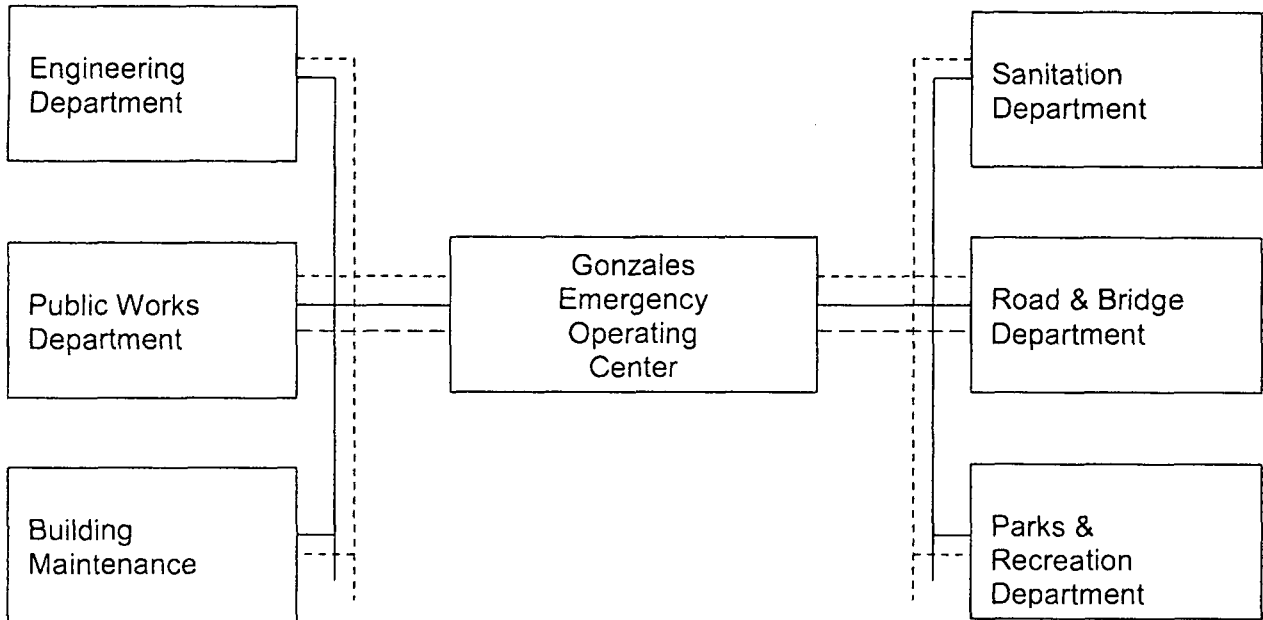 Engineering
Department
Sanitation
Department
Public Works
Department
Gonzales
Emergency
Operating
Center
Road & Bridge
Department
Building
Maintenance
Parks &
Recreation
Department